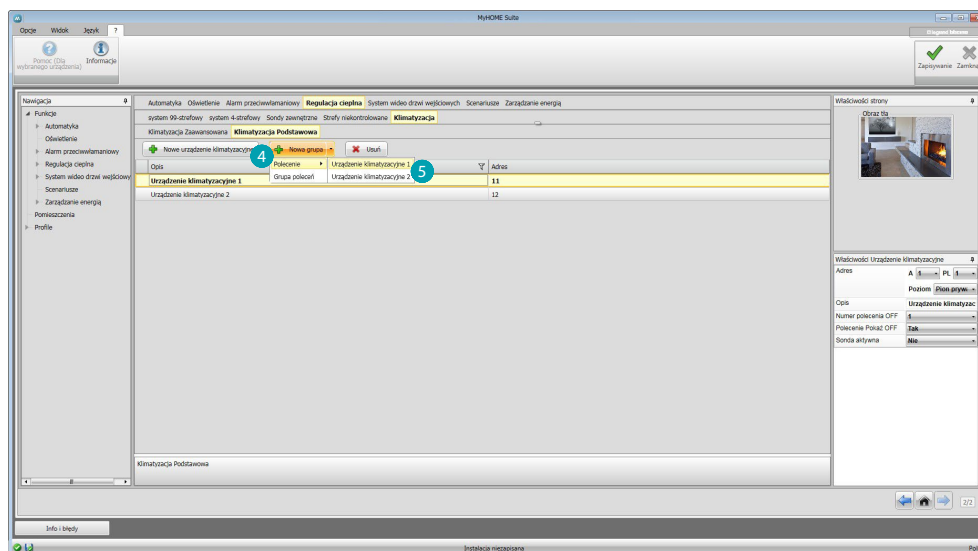 MyHOME Suite
Opcje Widok Język ?
Diagnoś błędów
Pomoc (Dla wybranego urządzenia)
Informacje
Zapisywanie Zamkna
Nawigacja
Funkcje
Automatyka
Oświetlenie
Alarm przeciwwłamaniowy
Regulacja cieplna
System wideo drzwi wejściowy
Scenariusze
Zarządzanie energią
Pomieszczenia
Profile
Automatyka Oświetlenie Alarm przeciwwłamaniowy Regulacja cieplna System wideo drzwi wejściowych Scenariusze Zarządzanie energią
system 99-strefowy system 4-strefowy Sondy zewnętrzne Strefy niekontrolowane Klimatyzacja
Klimatyzacja Zaawansowana Klimatyzacja Podstawowa
Nowe urządzenie klimatyzacyjne Nowa grupa Usuń
4
Polecenie Urządzenie klimatyzacyjne 1
Grupa poleceń Urządzenie klimatyzacyjne 2
5
Opis Adres
Urządzenie klimatyzacyjne 1 11
Urządzenie klimatyzacyjne 2 12
Klimatyzacja Podstawowa
Właściwości strony
Obraz tła
Właściwości Urządzenie klimatyzacyjne
Adres A 1 PL 1
Poziom Pion pryw
Opis Urządzenie klimatyzac
Numer polecenia OFF 1
Polecenie Pokaż OFF Tak
Sonda aktywna Nie
2/2
Info i błędy
Instalacja niezapisana
Poł